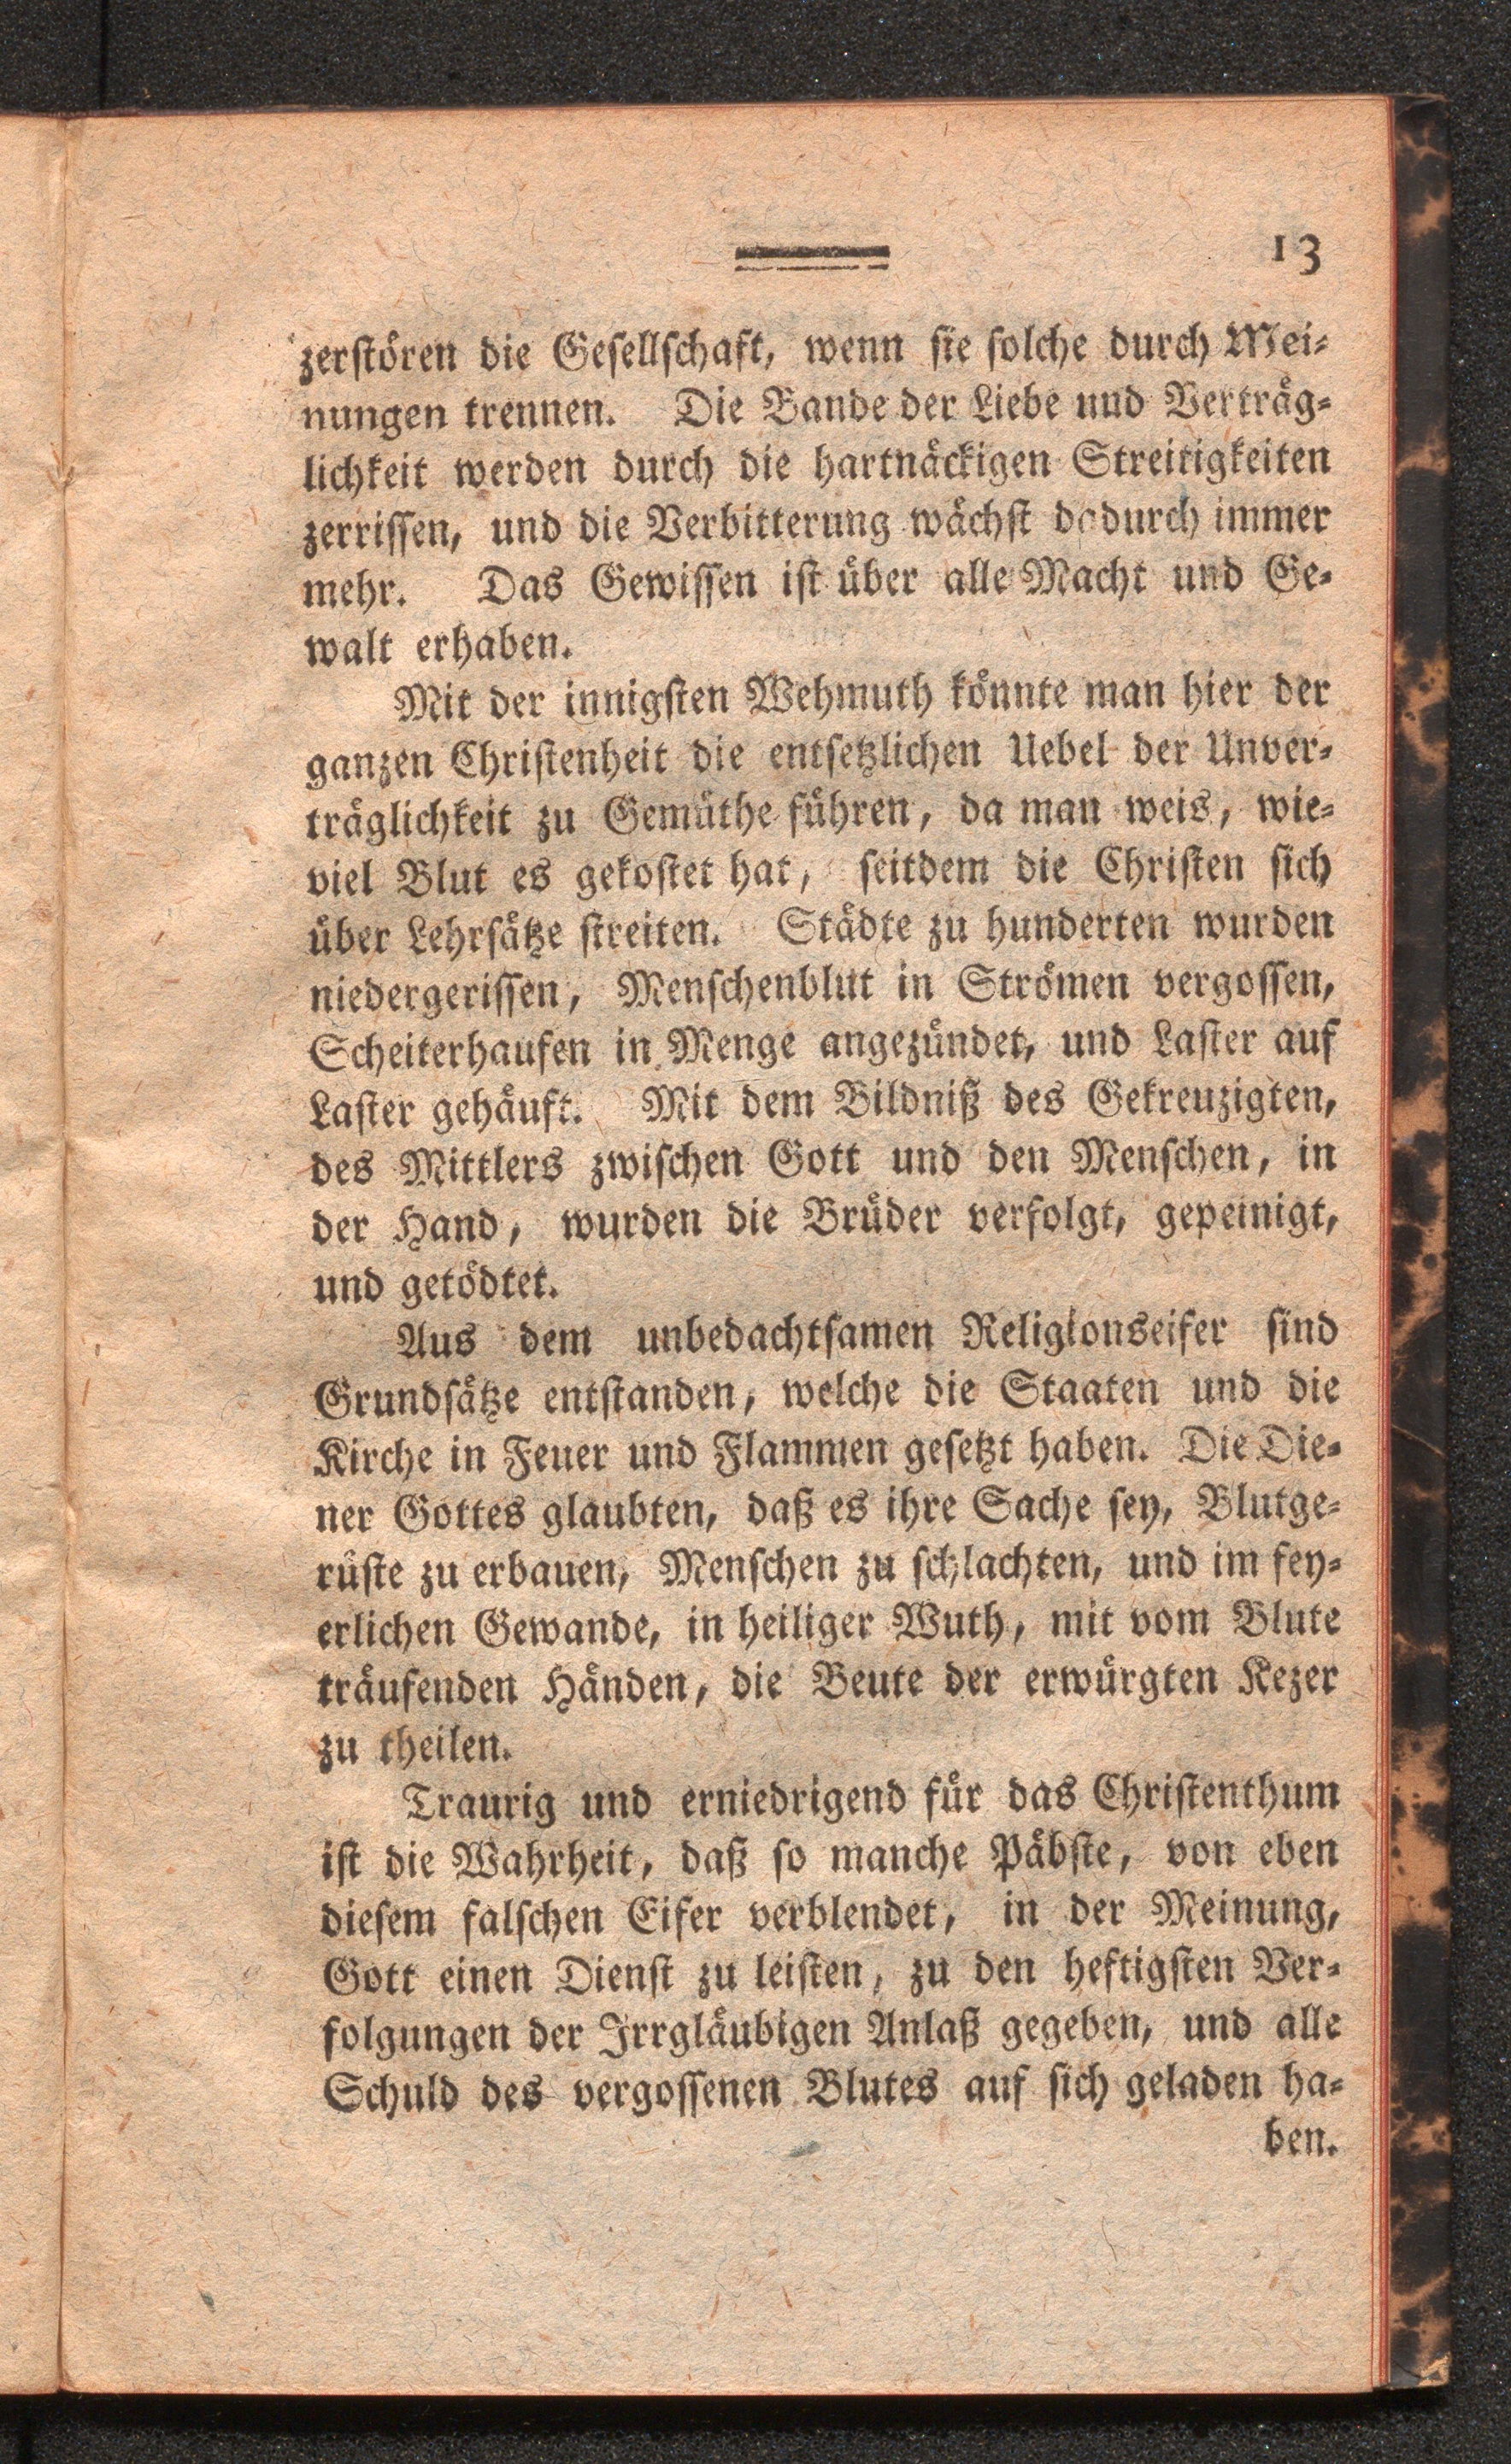 13
zerstören die Gesellschaft, wenn sie solche durch Mei-
nungen trennen. Die Bande der Liebe und Verträg-
lichkeit werden durch die hartnäckigen Streitigkeiten
zerrissen, und die Verbitterung wächst dadurch immer
mehr. Das Gewissen ist über alle Macht und Ge-
walt erhaben.
Mit der innigsten Wehmuth könnte man hier der
ganzen Christenheit die entsetzlichen Uebel der Unver-
träglichkeit zu Gemüthe führen, da man weis, wie-
viel Blut es gekostet hat, seitdem die Christen sich
über Lehrsätze streiten. Städte zu hunderten wurden
niedergerissen, Menschenblut in Strömen vergossen,
Scheiterhaufen in Menge angezündet, und Laster auf
Laster gehäuft. Mit dem Bildniß des Gekreuzigten,
des Mittlers zwischen Gott und den Menschen, in
der Hand, wurden die Brüder verfolgt, gepeinigt,
und getödtet.
Aus dem unbedachtsamen Religionseifer sind
Grundsätze entstanden, welche die Staaten und die
Kirche in Feuer und Flammen gesetzt haben. Die Die-
ner Gottes glaubten, daß es ihre Sache sey, Blutge-
rüste zu erbauen, Menschen zu schlachten, und im fey-
erlichen Gewande, in heiliger Wuth, mit vom Blute
träufenden Händen, die Beute der erwürgten Kezer
zu theilen.
Traurig und erniedrigend für das Christenthum
ist die Wahrheit, daß so manche Päbste, von eben
diesem falschen Eifer verblendet, in der Meinung,
Gott einen Dienst zu leisten, zu den heftigsten Ver-
folgungen der Irrgläubigen Anlaß gegeben, und alle
Schuld des vergossenen Blutes auf sich geladen ha-
ben.